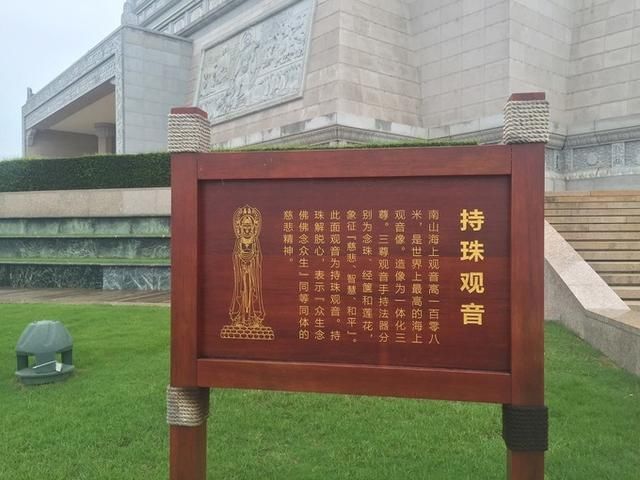 持珠观音
南山海上观音高一百零八
米，是世界上最高的海上
观音像。造像为一体化三
尊。三尊观音手持法器分
别为念珠、经箧和莲花，
象征『慈悲、智慧、和平』。
此面观音为持珠观音。持
珠解脱心，表示『众生念
佛佛念众生』同等同体的
慈悲精神。